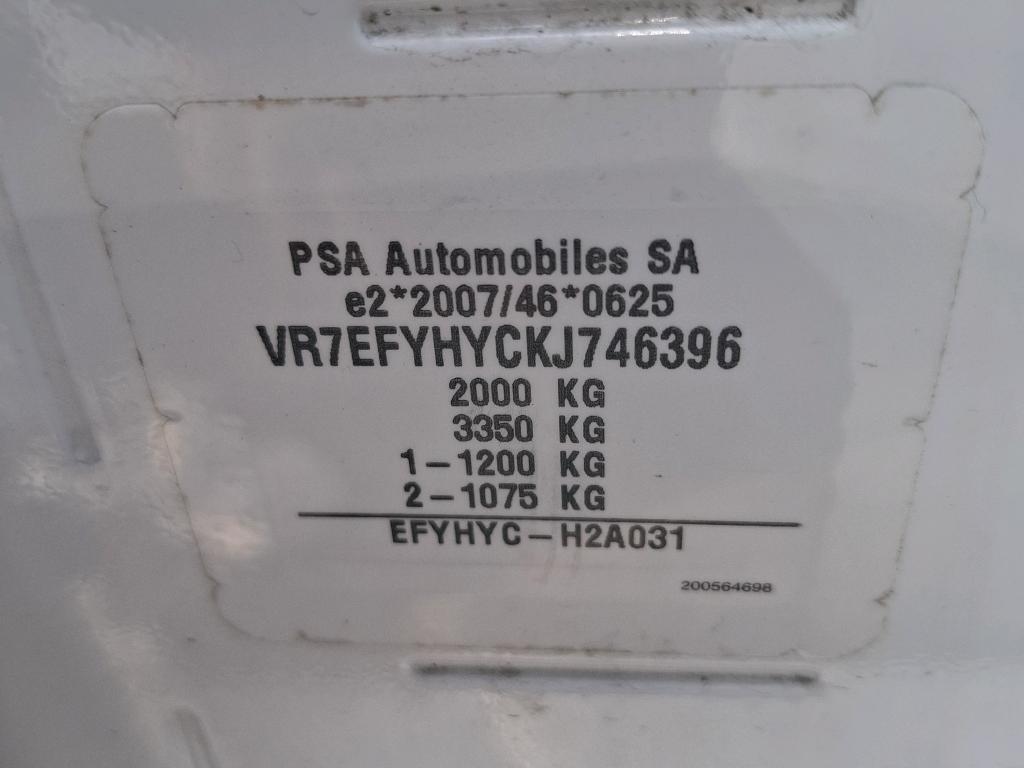 PSA Automobiles SA
e2*2007/46*0625
VR7EFYHYCKJ746396
2000 KG
3350 KG
1-1200 KG
2-1075 KG
EFYHYC-H2A031
200564698